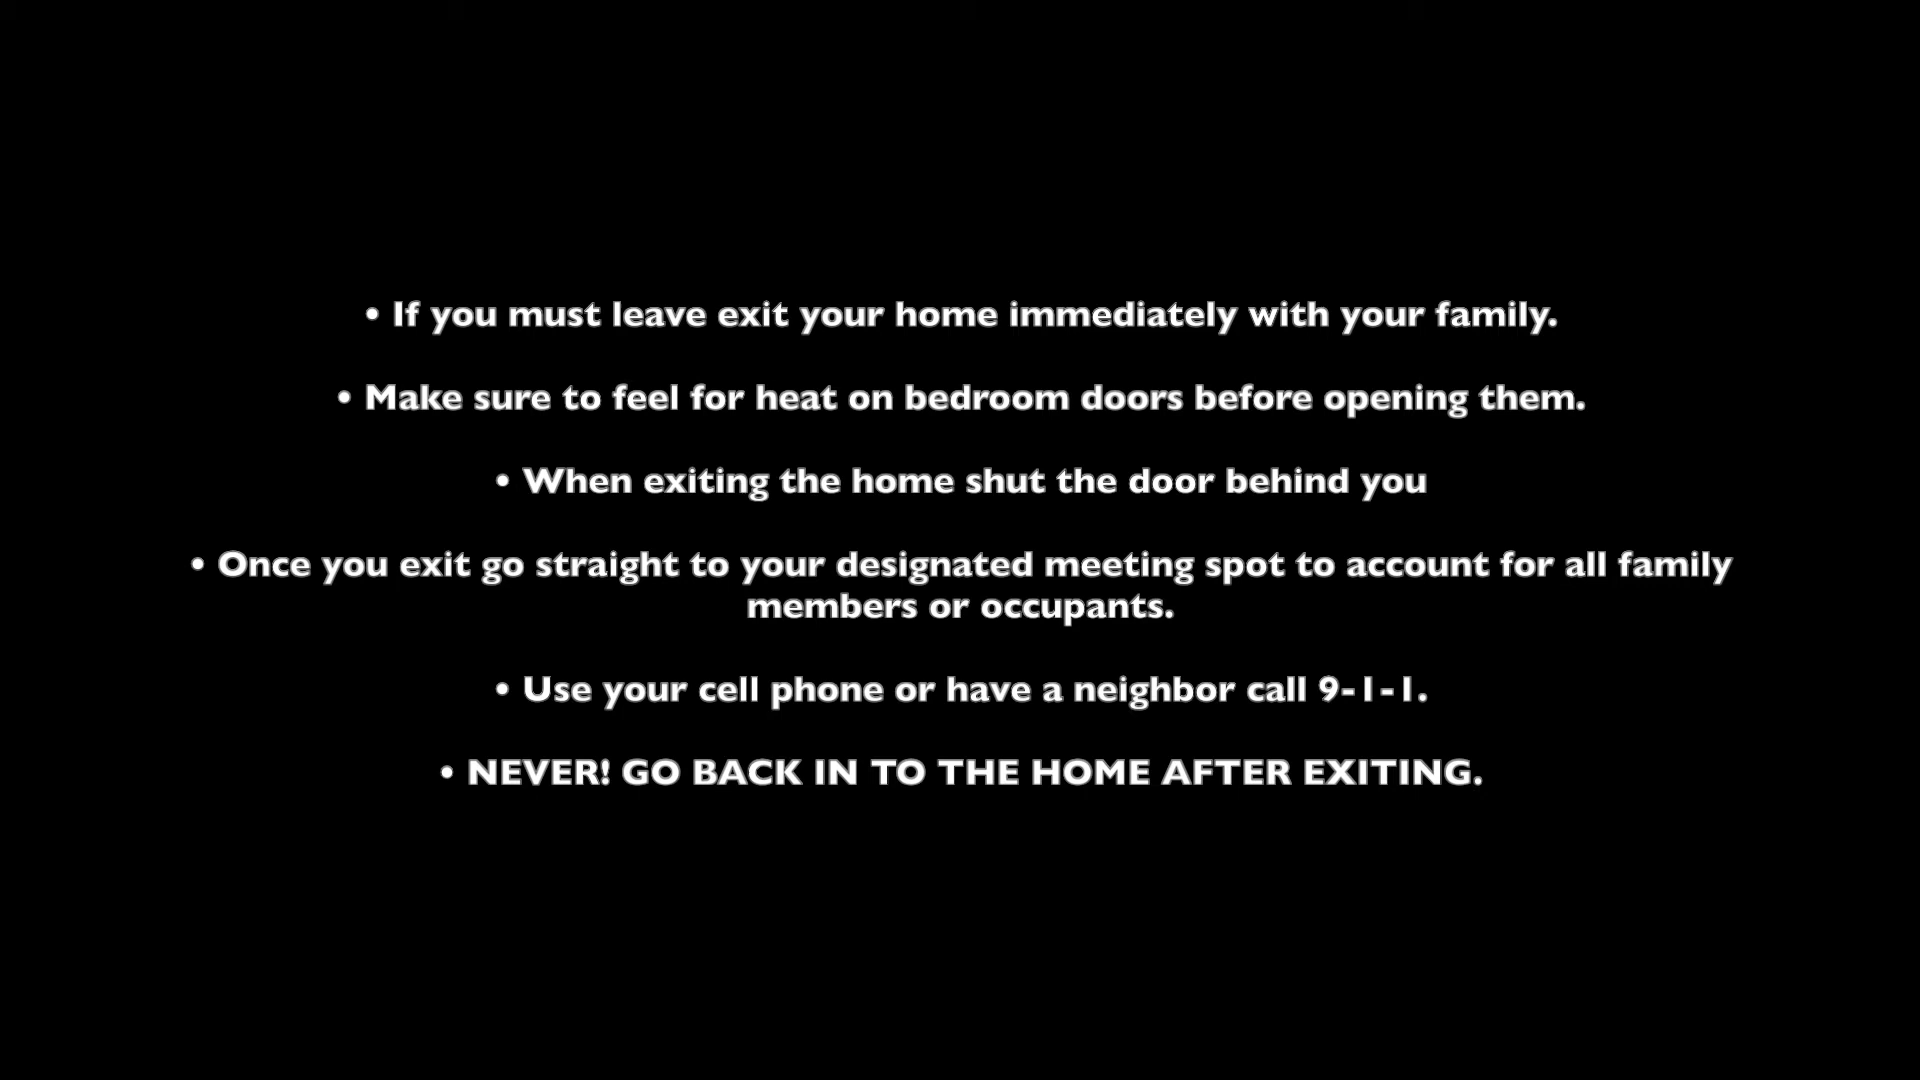 • If you must leave exit your home immediately with your family.
• Make sure to feel for heat on bedroom doors before opening them.
• When exiting the home shut the door behind you
• Once you exit go straight to your designated meeting spot to account for all family
members or occupants.
• Use your cell phone or have a neighbor call 9-1-1.
• NEVER! GO BACK IN TO THE HOME AFTER EXITING.